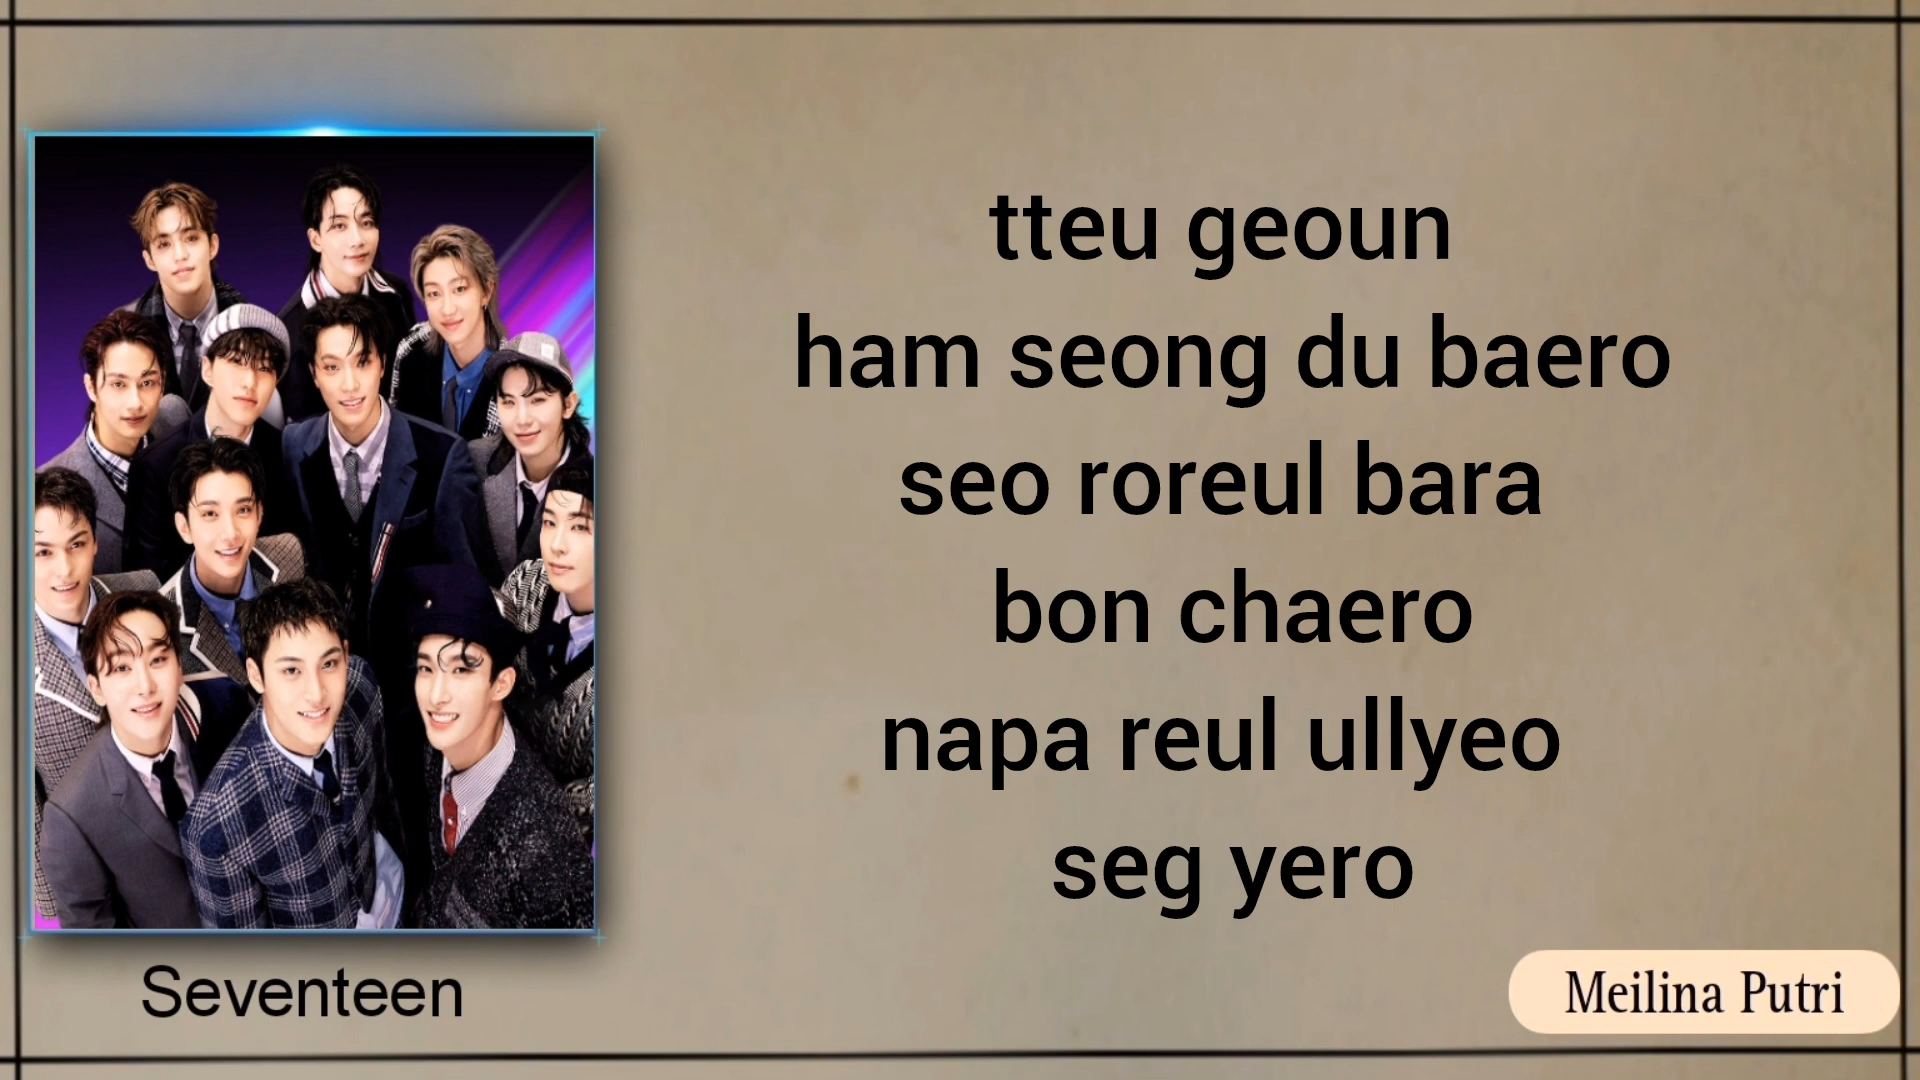 tteu geoun
ham seong du baero
seo roreul bara
bon chaero
napa reul ullyeo
seg yero
Seventeen
Meilina Putri